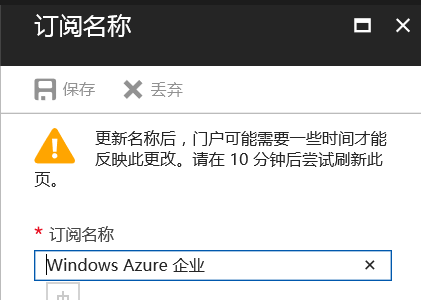 订阅名称
保存 丢弃
更新名称后，门户可能需要一些时间才能
反映此更改。请在 10 分钟后尝试刷新此
页。
* 订阅名称
Windows Azure 企业